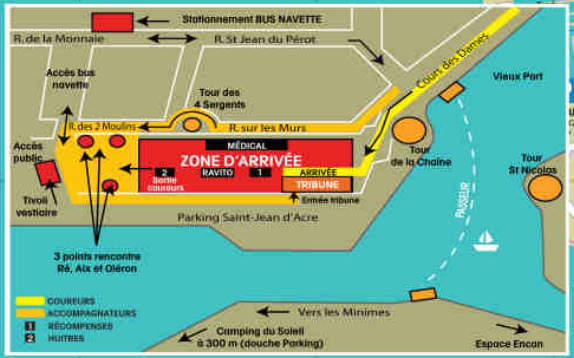 Stationnement BUS NAVETTE
R. de la Monnaie
R. St Jean du Pérot
Cours des Dames
Accès bus
navette
Vieux Port
Tour des
4 Sergents
R. des 2 Moulins
R. sur les Murs
MÉDICAL
ZONE D'ARRIVÉE
2
RAVITO
1
ARRIVÉE
Sortie
coureurs
TRIBUNE
Entrée tribune
Accès
public
Tour
de la Chaîne
Tour
St Nicolas
Tivoli
vestiaire
Parking Saint-Jean d'Acre
PASSEUR
3 points rencontre
Ré, Aix et Oléron
COUREURS
ACCOMPAGNATEURS
1 RÉCOMPENSES
2 HUITRES
Vers les Minimes
Camping du Soleil
à 300 m (douche Parking)
Espace Encan